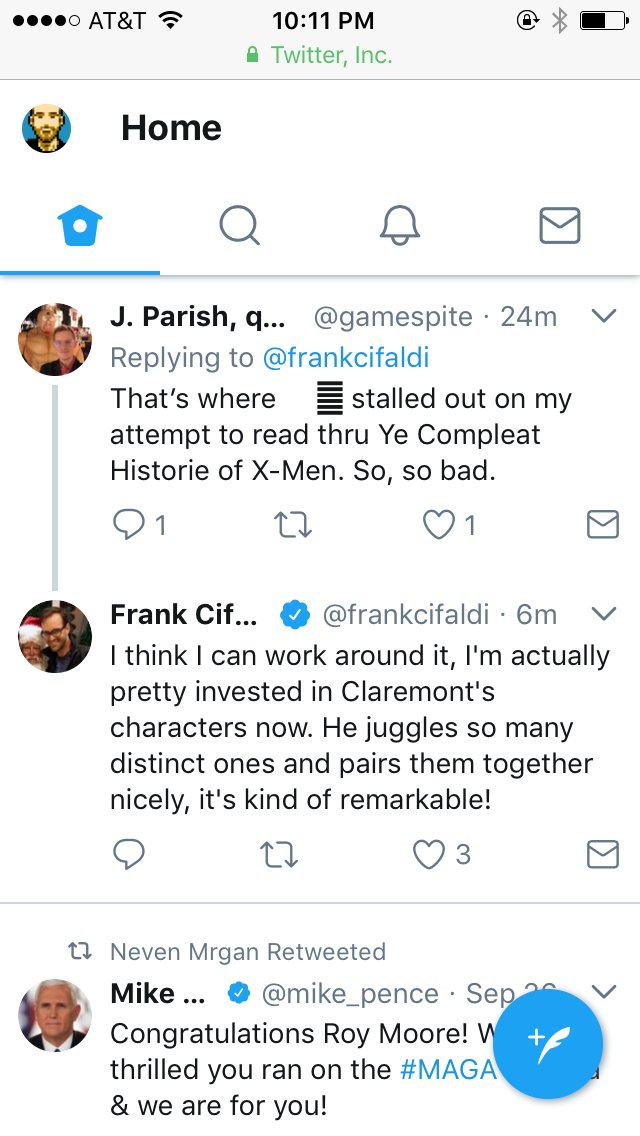 AT&T 10:11 PM
Twitter, Inc.
Home
J. Parish, q... @gamespite · 24m
Replying to @frankcifaldi
That’s where stalled out on my
attempt to read thru Ye Compleat
Historie of X-Men. So, so bad.
1 1
Frank Cif... @frankcifaldi · 6m
I think I can work around it, I'm actually
pretty invested in Claremont's
characters now. He juggles so many
distinct ones and pairs them together
nicely, it's kind of remarkable!
3
Neven Mrgan Retweeted
Mike ... @mike_pence · Sep
Congratulations Roy Moore!
thrilled you ran on the #MAGA
& we are for you!